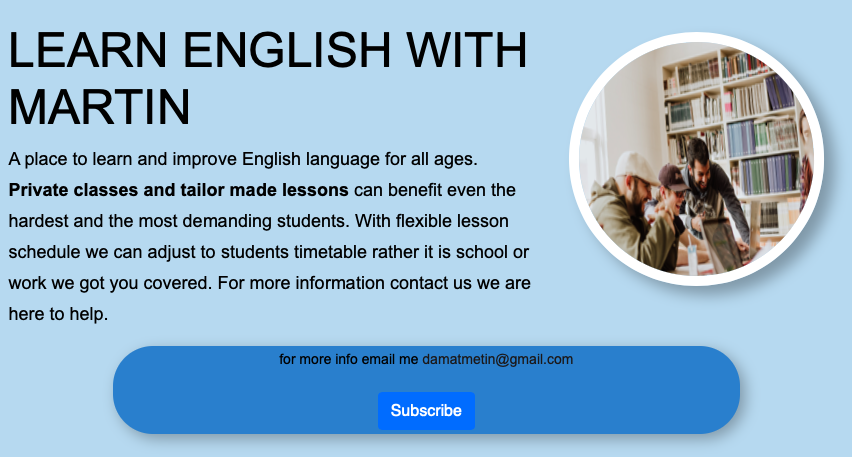 LEARN ENGLISH WITH
MARTIN
A place to learn and improve English language for all ages.
Private classes and tailor made lessons can benefit even the
hardest and the most demanding students. With flexible lesson
schedule we can adjust to students timetable rather it is school or
work we got you covered. For more information contact us we are
here to help.
for more info email me damatmetin@gmail.com
Subscribe